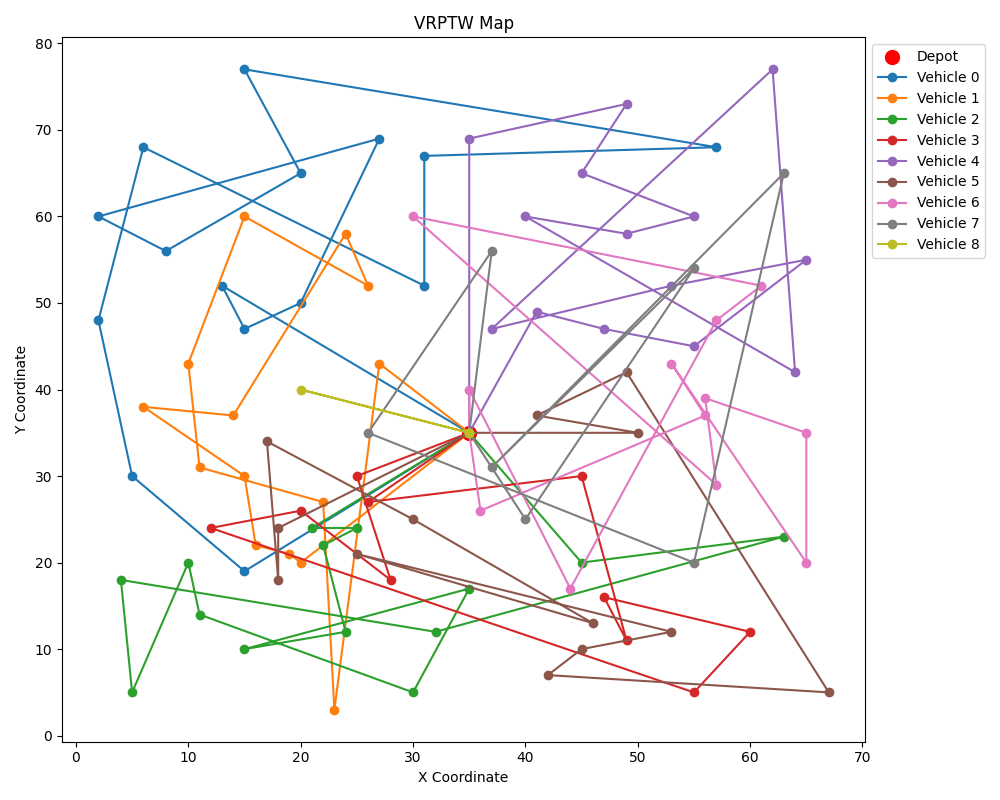 VRPTW Map
80
70
60
50
40
30
20
10
0
Y Coordinate
0 10 20 30 40 50 60 70
X Coordinate
Depot
Vehicle 0
Vehicle 1
Vehicle 2
Vehicle 3
Vehicle 4
Vehicle 5
Vehicle 6
Vehicle 7
Vehicle 8